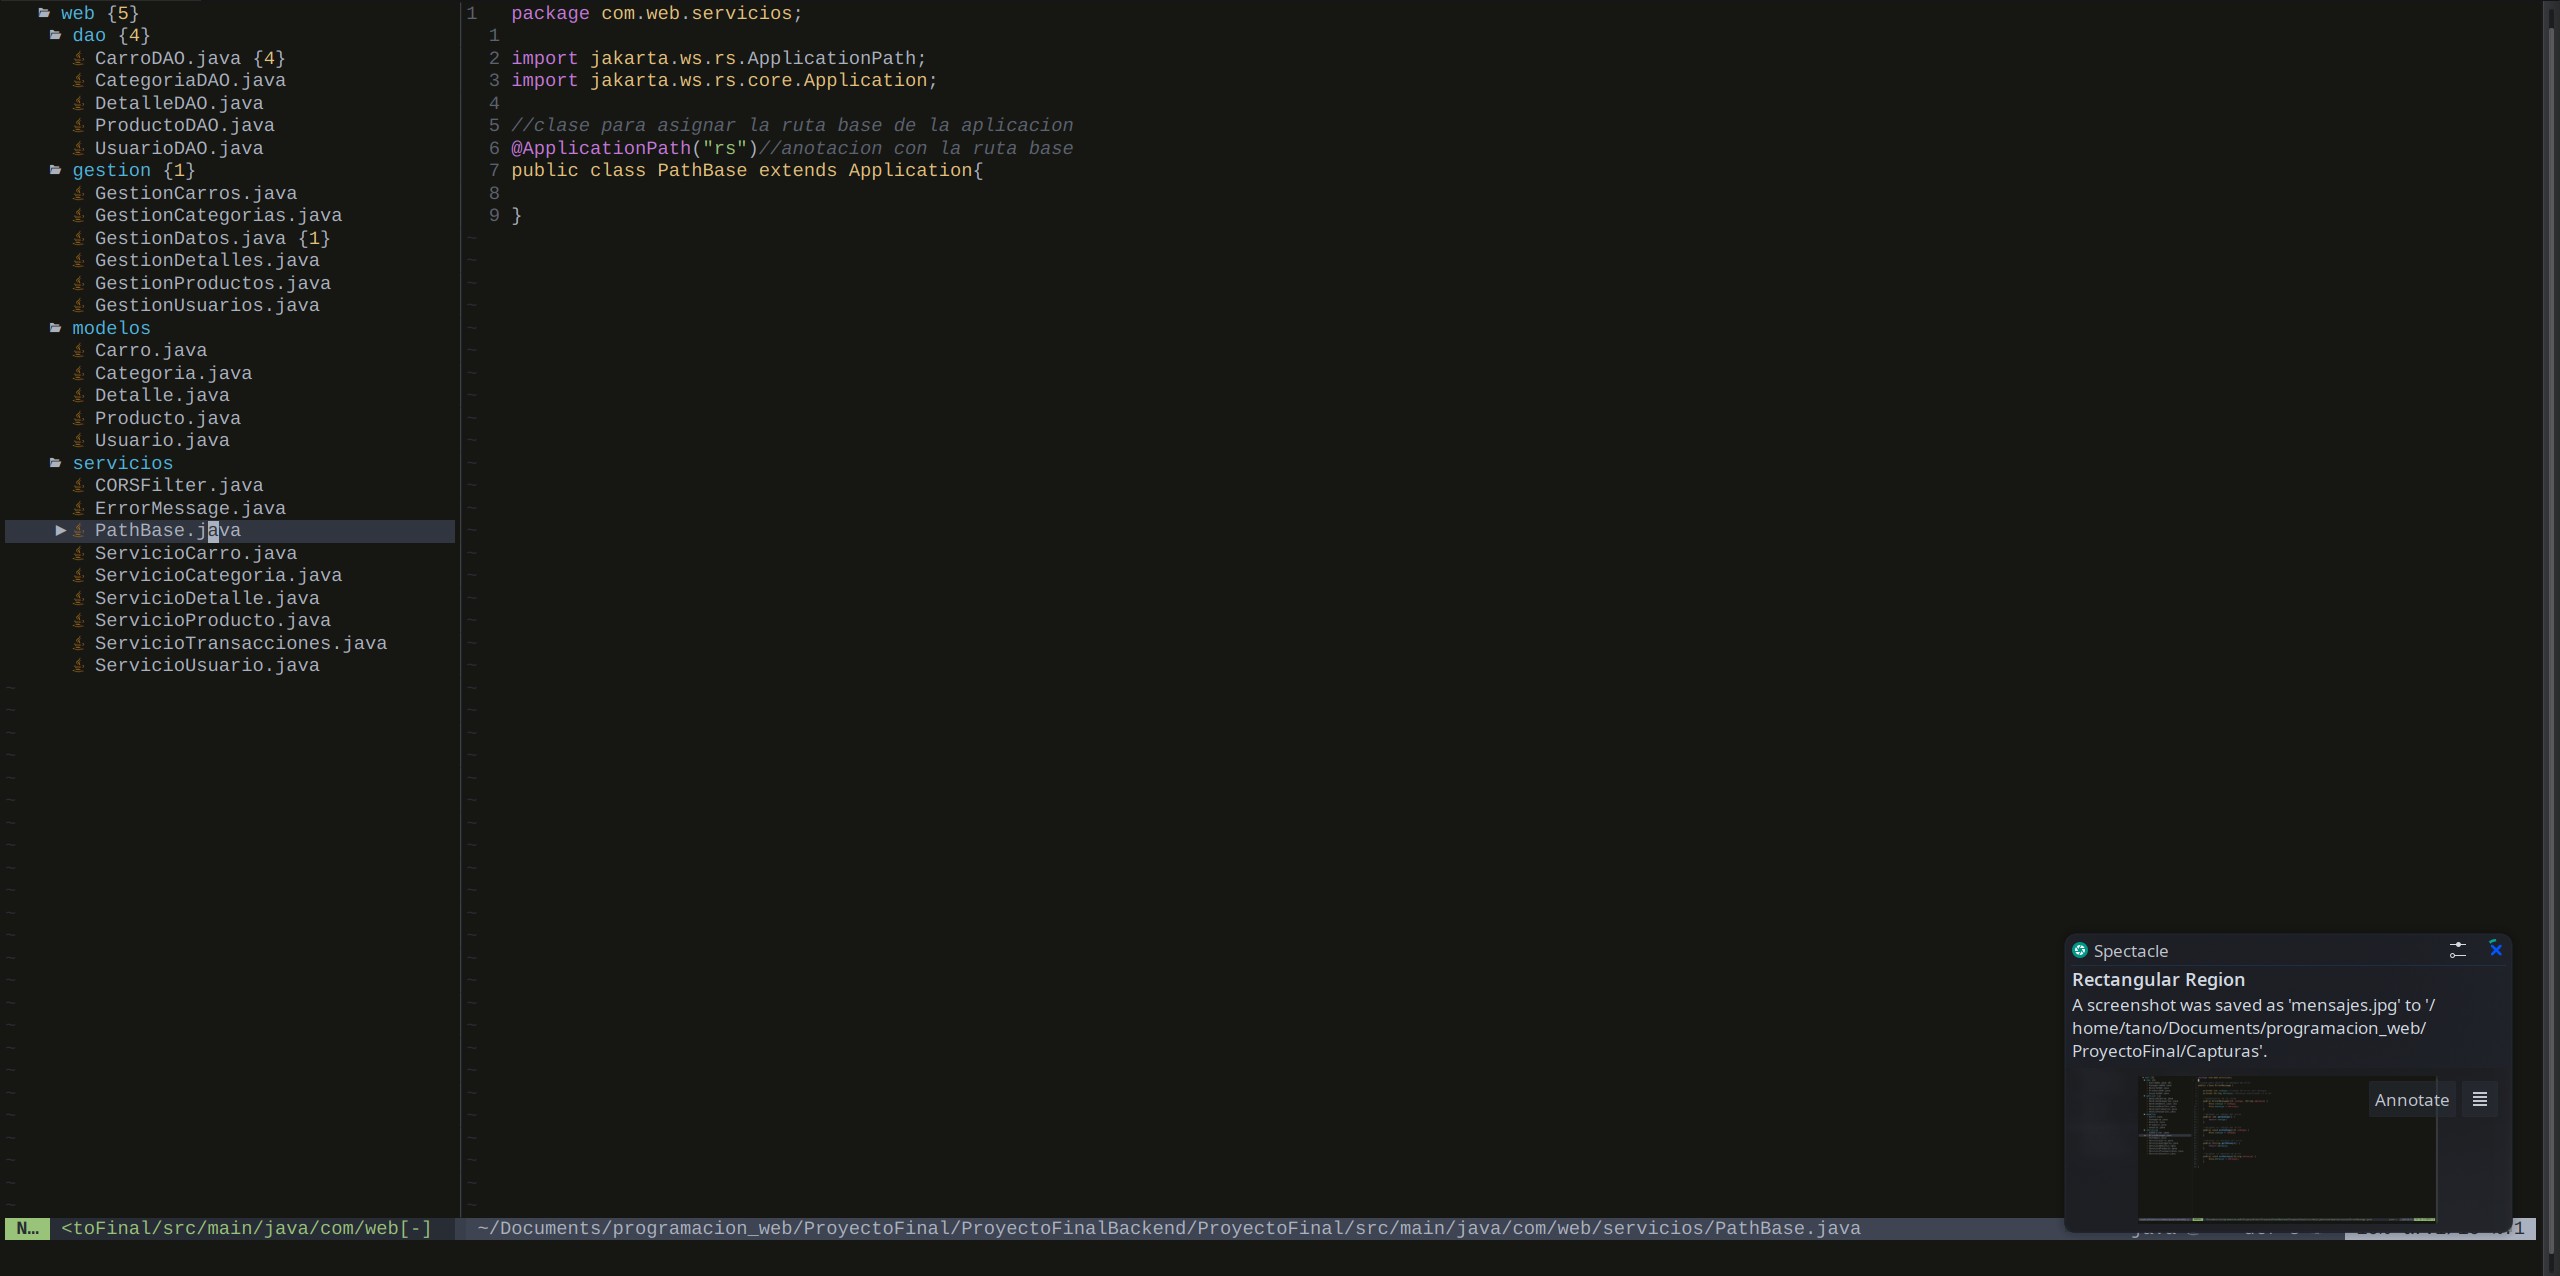 web {5}
dao {4}
CarroDAO.java {4}
CategoriaDAO.java
DetalleDAO.java
ProductoDAO.java
UsuarioDAO.java
gestion {1}
GestionCarros.java
GestionCategorias.java
GestionDatos.java {1}
GestionDetalles.java
GestionProductos.java
GestionUsuarios.java
modelos
Carro.java
Categoria.java
Detalle.java
Producto.java
Usuario.java
servicios
CORSFilter.java
ErrorMessage.java
▶ PathBase.java
ServicioCarro.java
ServicioCategoria.java
ServicioDetalle.java
ServicioProducto.java
ServicioTransacciones.java
ServicioUsuario.java
N… <toFinal/src/main/java/com/web[-]
1 package com.web.servicios;
1
2 import jakarta.ws.rs.ApplicationPath;
3 import jakarta.ws.rs.core.Application;
4
5 //clase para asignar la ruta base de la aplicacion
6 @ApplicationPath("rs")//anotacion con la ruta base
7 public class PathBase extends Application{
8
9 }
~/Documents/programacion_web/ProyectoFinal/ProyectoFinalBackend/ProyectoFinal/src/main/java/com/web/servicios/PathBase.java
Spectacle
Rectangular Region
A screenshot was saved as 'mensajes.jpg' to '/
home/tano/Documents/programacion_web/
ProyectoFinal/Capturas'.
Annotate